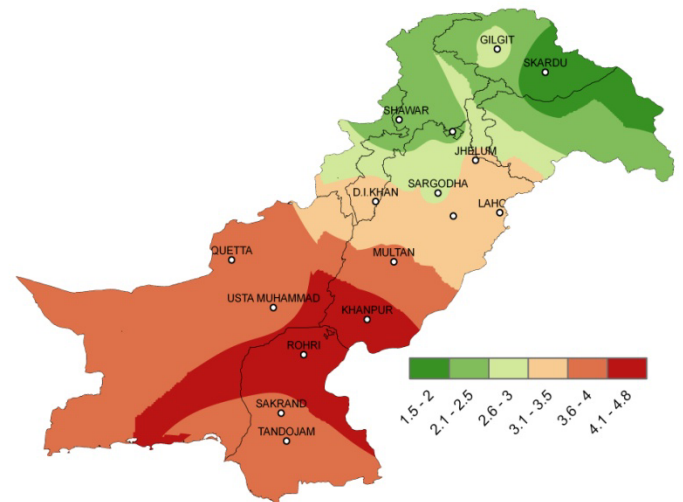 GILGIT
SKARDU
SHAWAR
JHELUM
SARGODHA
D.I.KHAN
LAHO
QUETTA
MULTAN
USTA MUHAMMAD
KHANPUR
ROHRI
SAKRAND
TANDOJAM
1.5 - 2
2.1 - 2.5
2.6 - 3
3.1 - 3.5
3.6 - 4
4.1 - 4.8